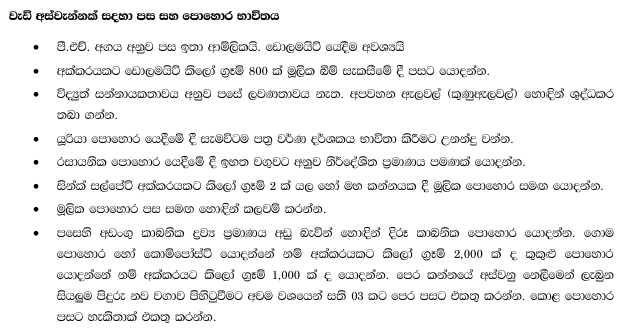 වැඩි අස්වැන්නක් සඳහා පස සහ පොහොර භාවිතය
• පී.එච්. අගය අනුව පස ඉතා ආම්ලිකයි. ඩොලමයිට් යෙදීම අවශ්‍යයි
• අක්කරයකට ඩොලමයිට් කිලෝ ග්‍රෑම් 800 ක් මූලික බිම් සැකසීමේ දී පසට යොදන්න.
• විද්‍යුත් සන්නායකතාවය අනුව පසේ ලවණතාවය නැත. අපවහන ඇලවල් (කුණුඇලවල්) හොඳින් ශුද්ධකර
තබා ගන්න.
• යූරියා පොහොර යෙදීමේ දී සැමවිටම පත්‍ර වර්ණ දර්ශකය භාවිතා කිරීමට උනන්දු වන්න.
• රසායනික පොහොර යෙදීමේ දී ඉහත වගුවට අනුව නිර්දේශිත ප්‍රමාණය පමණක් යොදන්න.
• සින්ක් සල්පේට් අක්කරයකට කිලෝ ග්‍රෑම් 2 ක් යල හෝ මහ කන්නයක දී මූලික පොහොර සමඟ යොදන්න.
• මූලික පොහොර පස සමඟ හොඳින් කලවම් කරන්න.
• පසෙහි අඩංගු කාබනික ද්‍රව්‍ය ප්‍රමාණය අඩු බැවින් හොඳින් දිරූ කාබනික පොහොර යොදන්න. ගොම
පොහොර හෝ කොම්පෝස්ට් යොදන්නේ නම් අක්කරයකට කිලෝ ග්‍රෑම් 2,000 ක් ද කුකුළු පොහොර
යොදන්නේ නම් අක්කරයට කිලෝ ග්‍රෑම් 1,000 ක් ද යොදන්න. පෙර කන්නයේ අස්වනු නෙලීමෙන් ලැබුන
සියලුම පිදුරු නව වගාව පිහිටුවීමට අවම වශයෙන් සති 03 කට පෙර පසට එකතු කරන්න. කොළ පොහොර
පසට හැකිතාක් එකතු කරන්න.